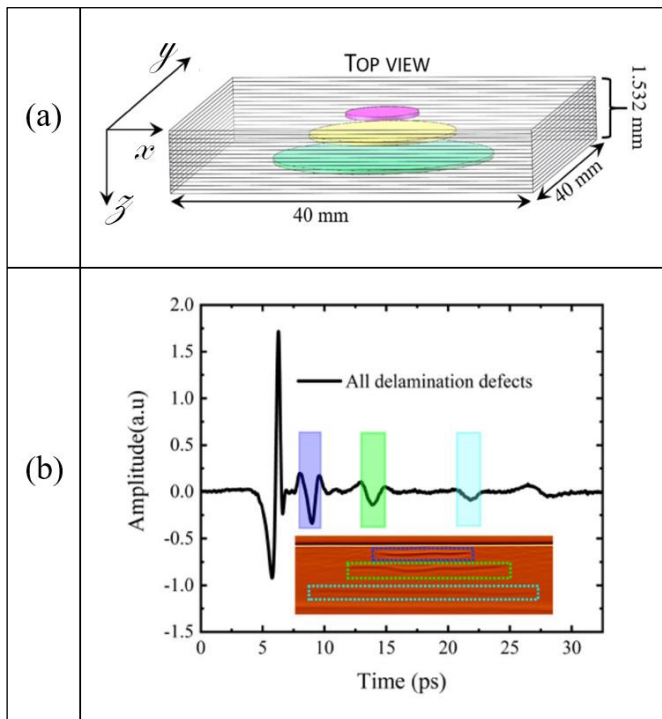 (a)
TOP VIEW
y
x
z
1.532 mm
40 mm
40 mm
(b)
2.0
1.5
1.0
0.5
0.0
-0.5
-1.0
-1.5
Amplitude(a.u)
All delamination defects
0 5 10 15 20 25 30
Time (ps)